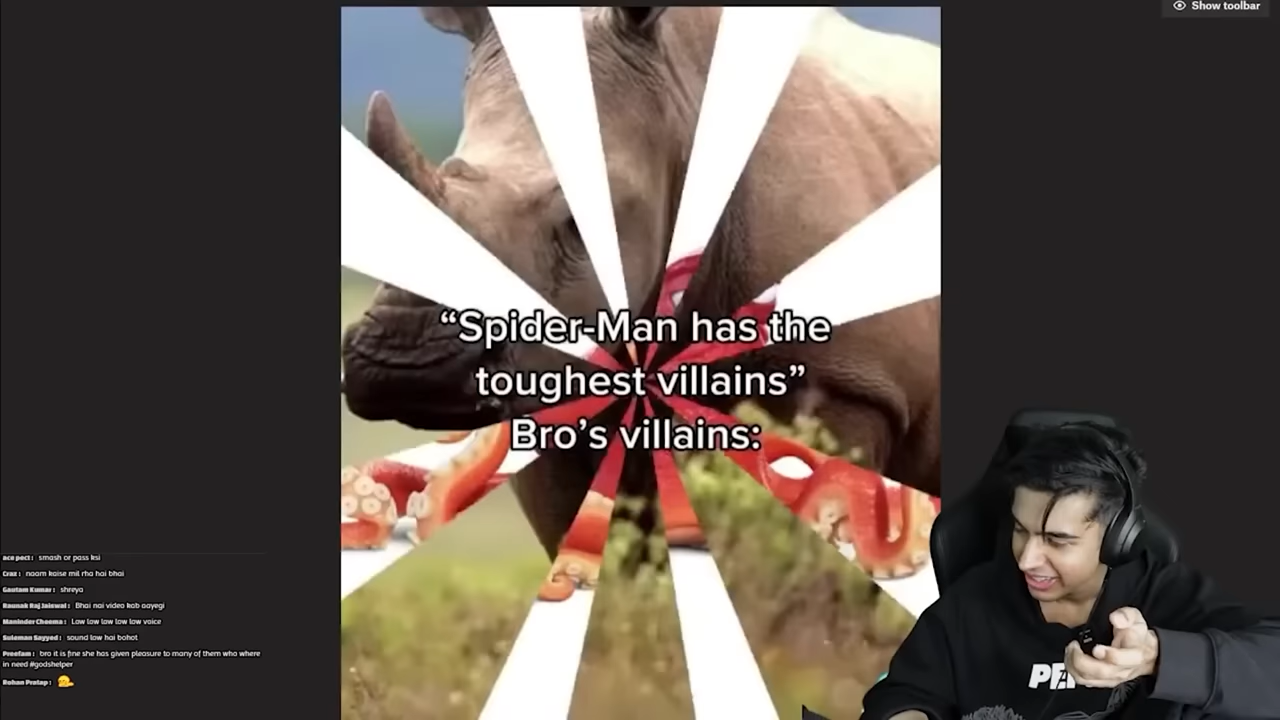 Show toolbar
“Spider-Man has the
toughest villains”
Bro’s villains:
ace pect : smash or pass ksi
Craz : naam kaise mil rha hai bhai
Gautam Kumar : shreya
Raunak Raj Jaiswal : Bhai nai video kab aayegi
Maninder Cheema : Low low low low low voice
Suleman Sayyed : sound low hai bohot
Preefam : bro it is fine she has given pleasure to many of them who where
in need #godshelper
Rohan Pratap :